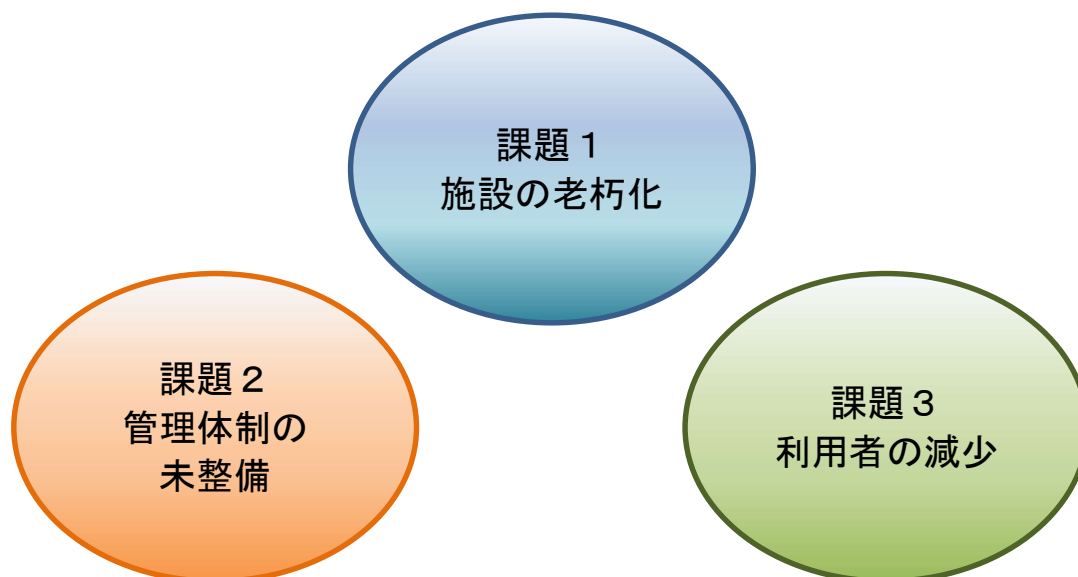 課題１
施設の老朽化
課題２
管理体制の
未整備
課題３
利用者の減少